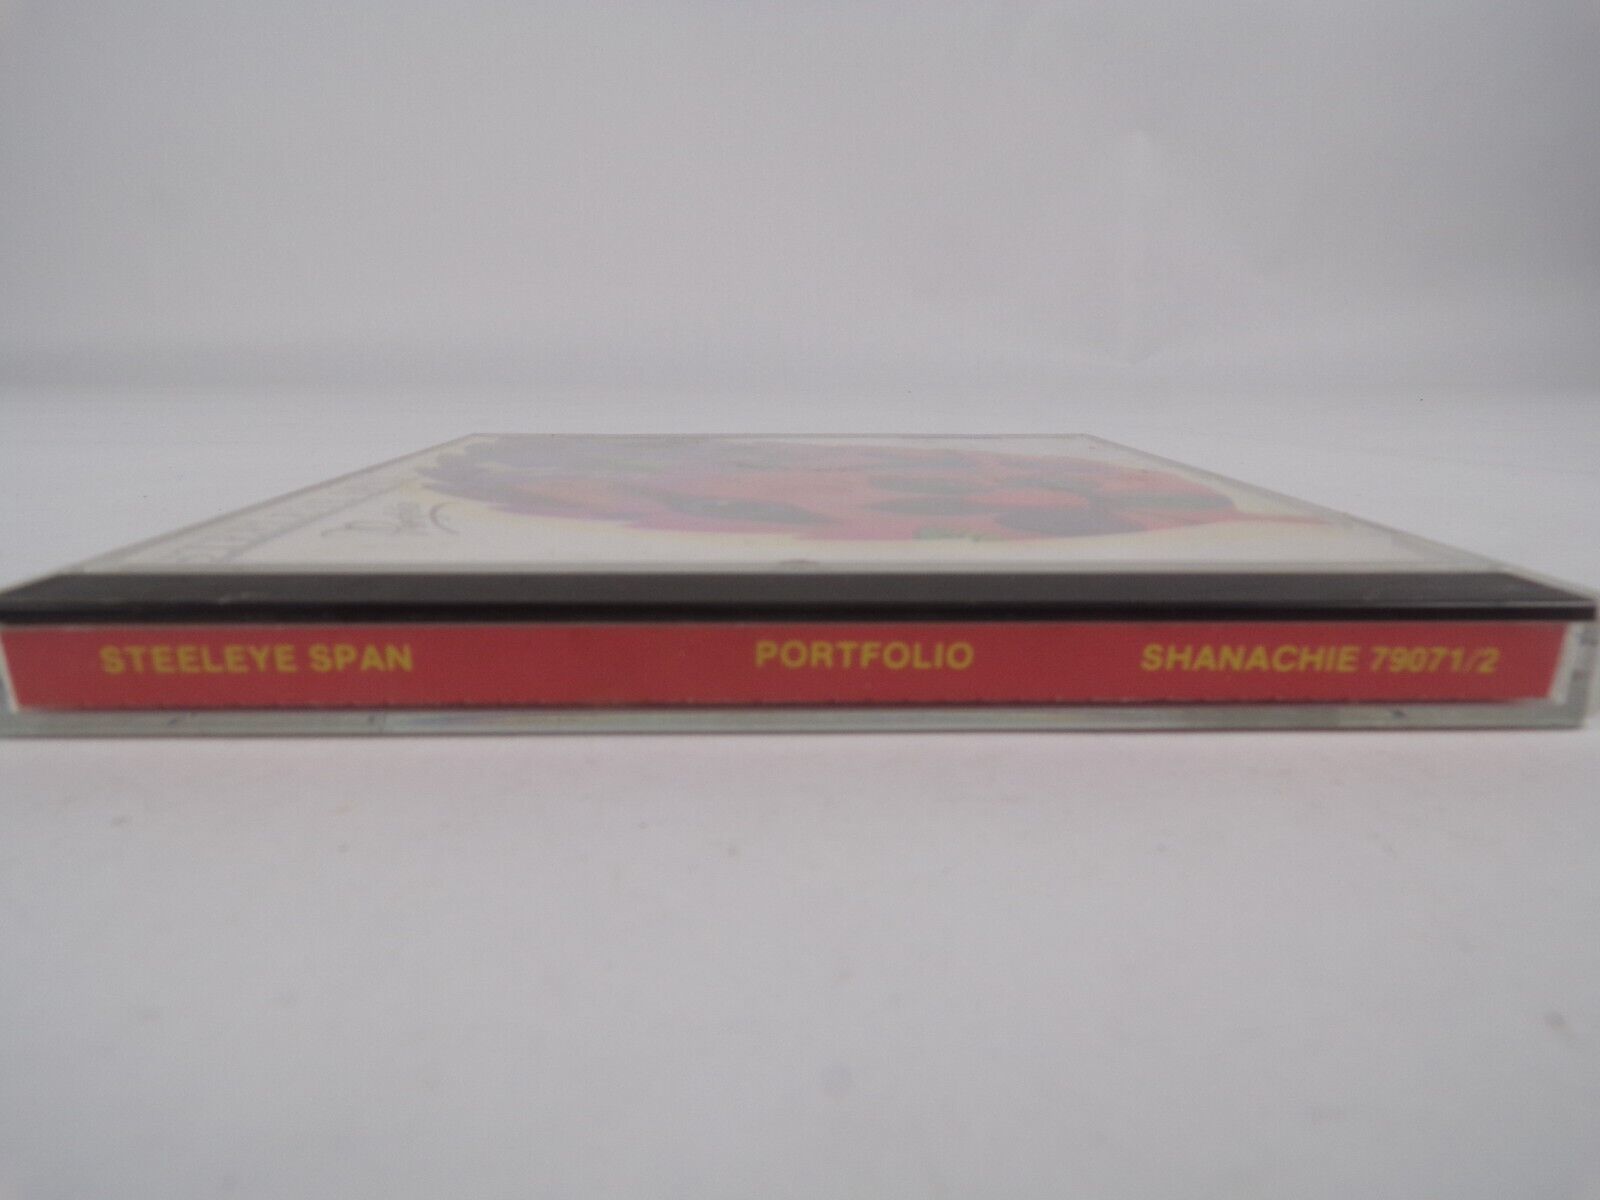 STEELEYE SPAN PORTFOLIO SHANACHIE 79071/2